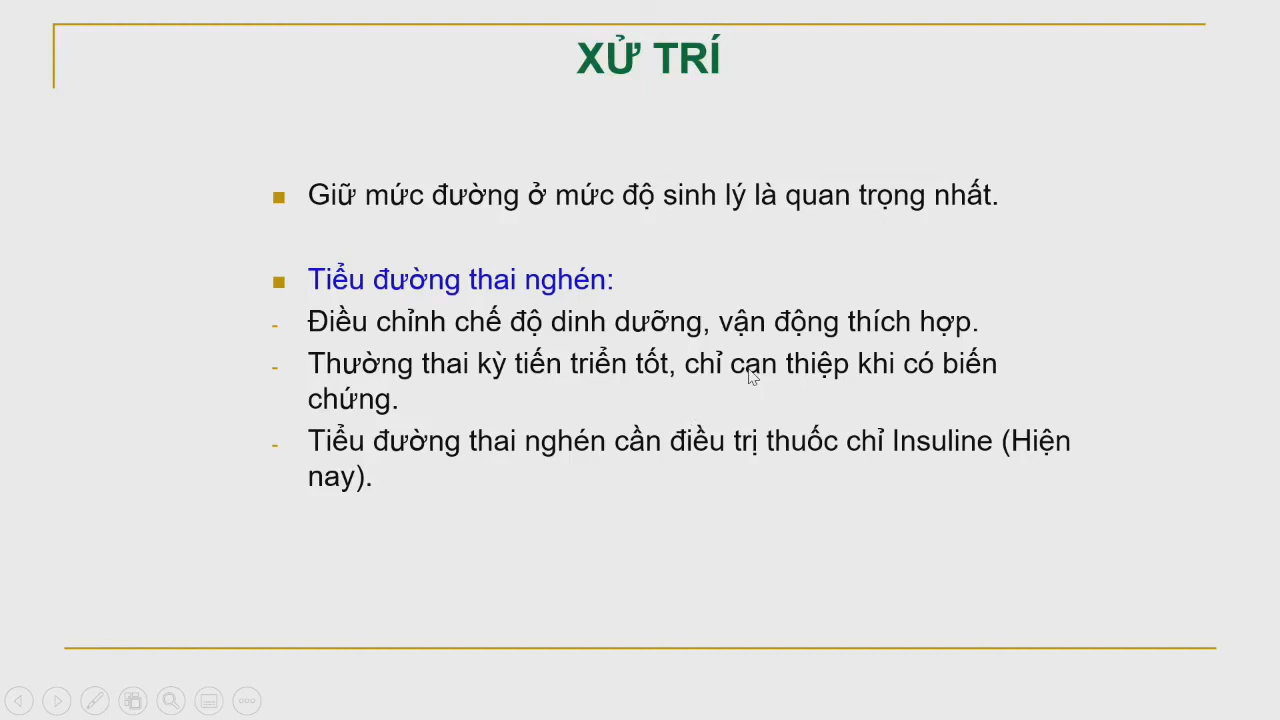 XỬ TRÍ
Giữ mức đường ở mức độ sinh lý là quan trọng nhất.
Tiểu đường thai nghén:
- Điều chỉnh chế độ dinh dưỡng, vận động thích hợp.
- Thường thai kỳ tiến triển tốt, chỉ can thiệp khi có biến
chứng.
- Tiểu đường thai nghén cần điều trị thuốc chỉ Insuline (Hiện
nay).